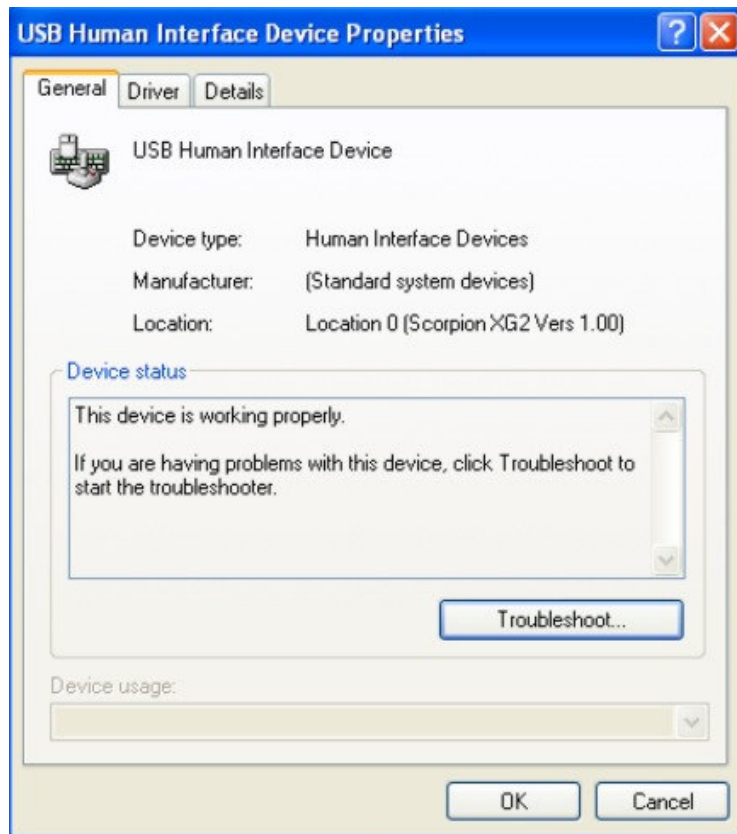 USB Human Interface Device Properties
?
General Driver Details
USB Human Interface Device
Device type: Human Interface Devices
Manufacturer: (Standard system devices)
Location: Location 0 (Scorpion XG2 Vers 1.00)
Device status
This device is working properly.
If you are having problems with this device, click Troubleshoot to
start the troubleshooter.
Troubleshoot...
Device usage:
OK Cancel